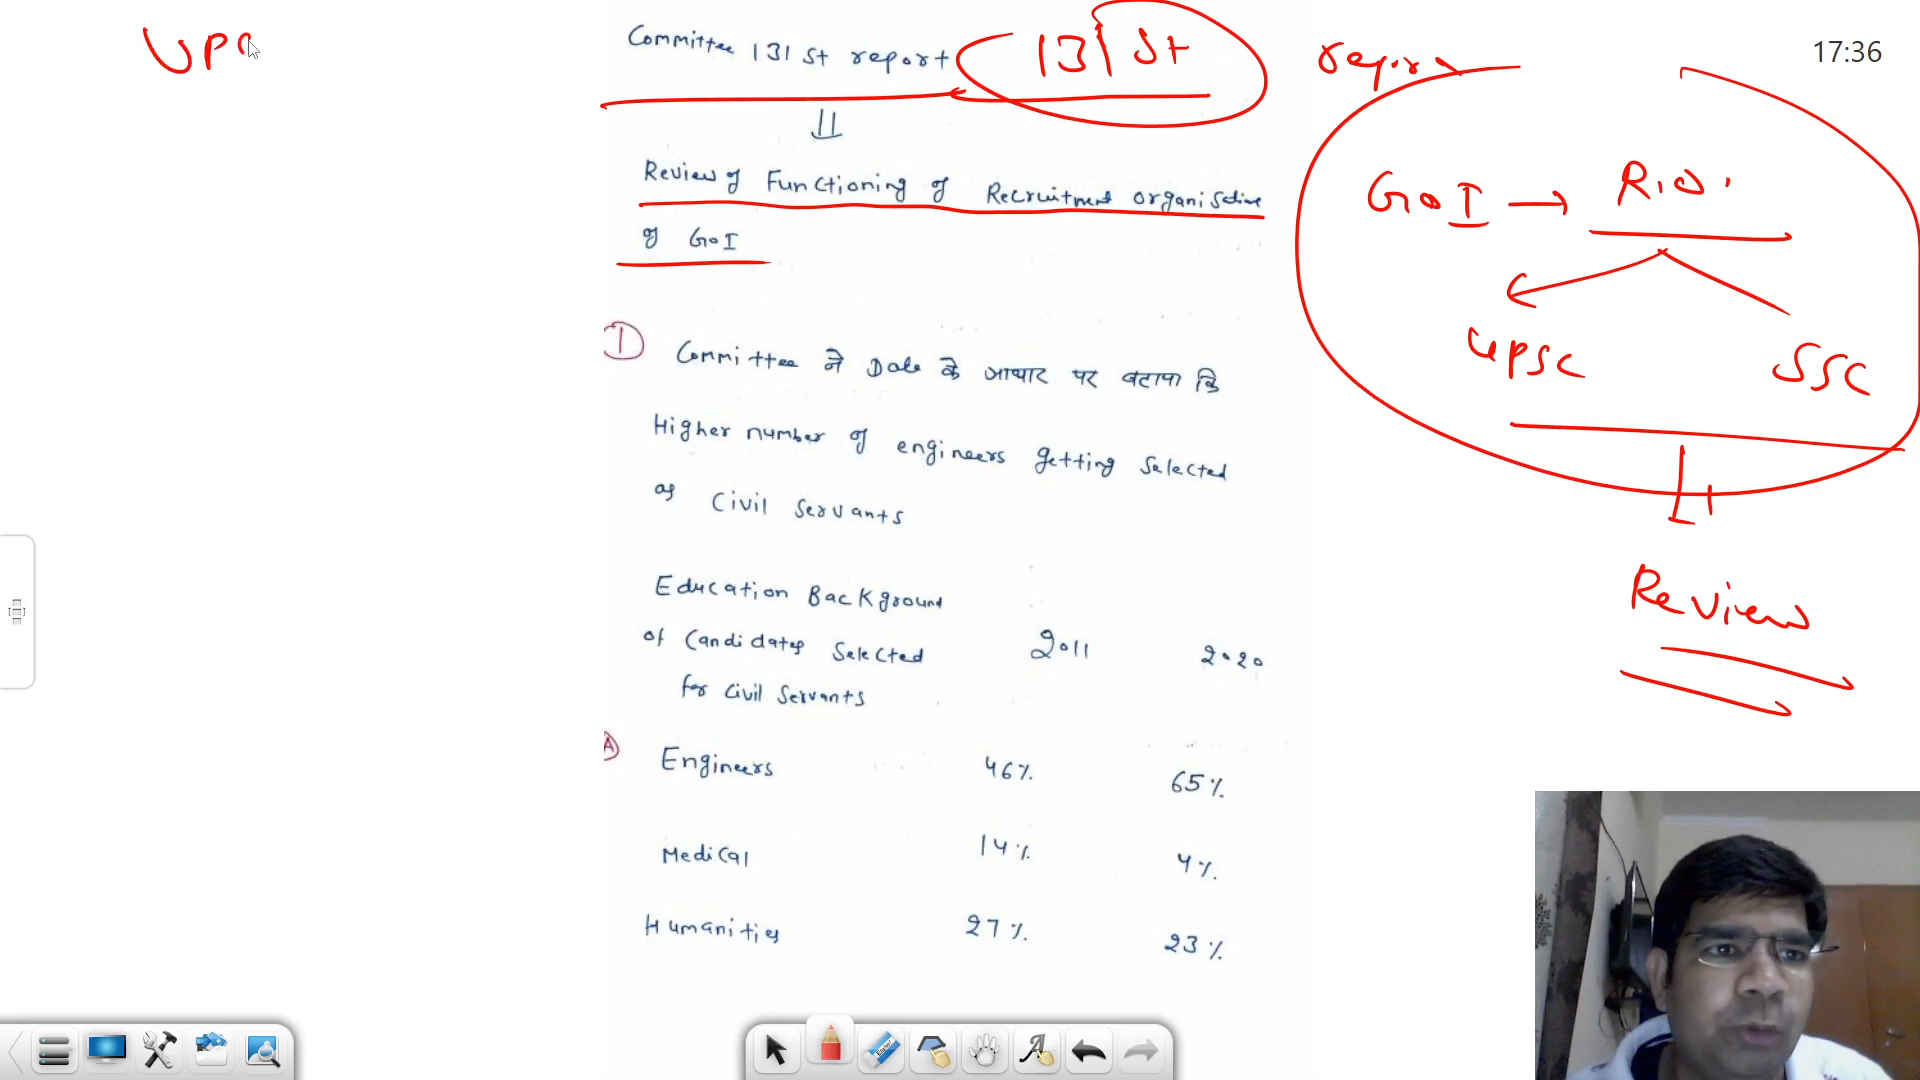 UPS
Committee 131 St report
131 St
report
17:36
Review of Functioning of Recruitment organisation
of GoI
GOI → R.O.
UPSC
SSC
Review
1
Committee ने Data के आधार पर बताया कि
Higher number of engineers getting Selected
as Civil Servants
Education Background
of Candidates Selected
for Civil Servants
2011
2020
A
Engineers 46% 65%
Medical 14% 4%
Humanities 27% 23%